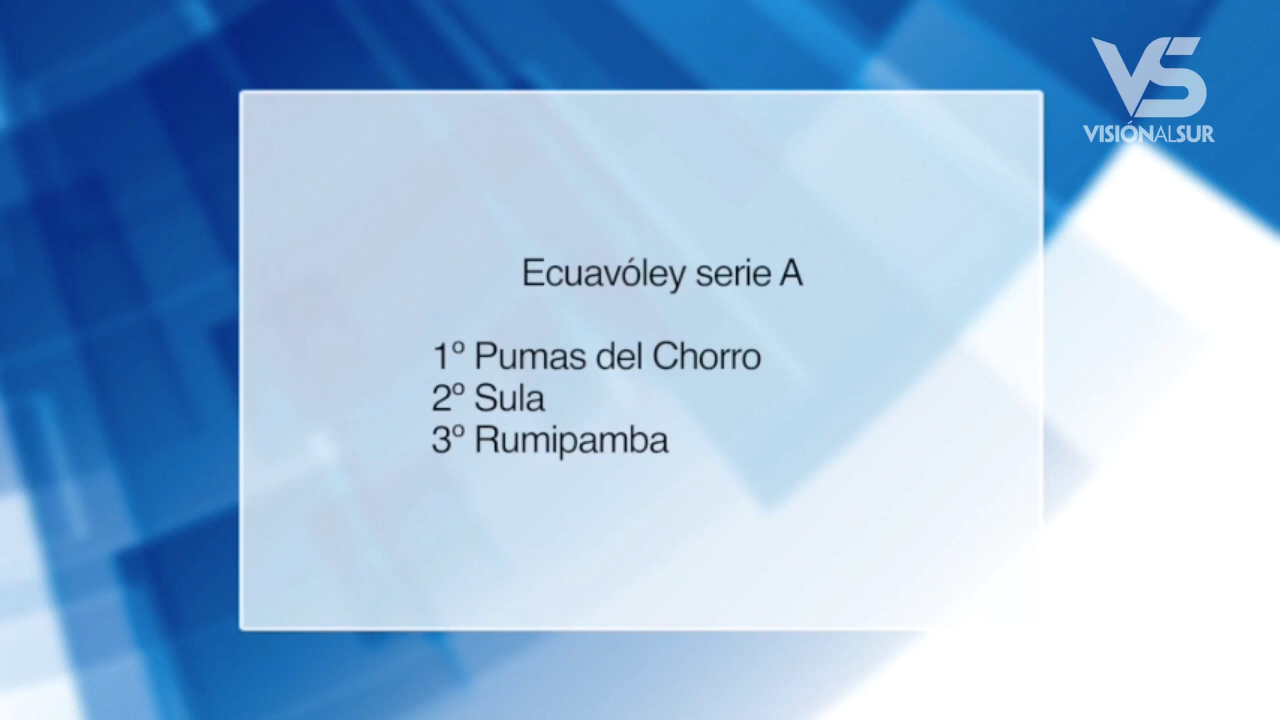 VS
VISIÓNALSUR
Ecuavóley serie A
1º Pumas del Chorro
2º Sula
3º Rumipamba